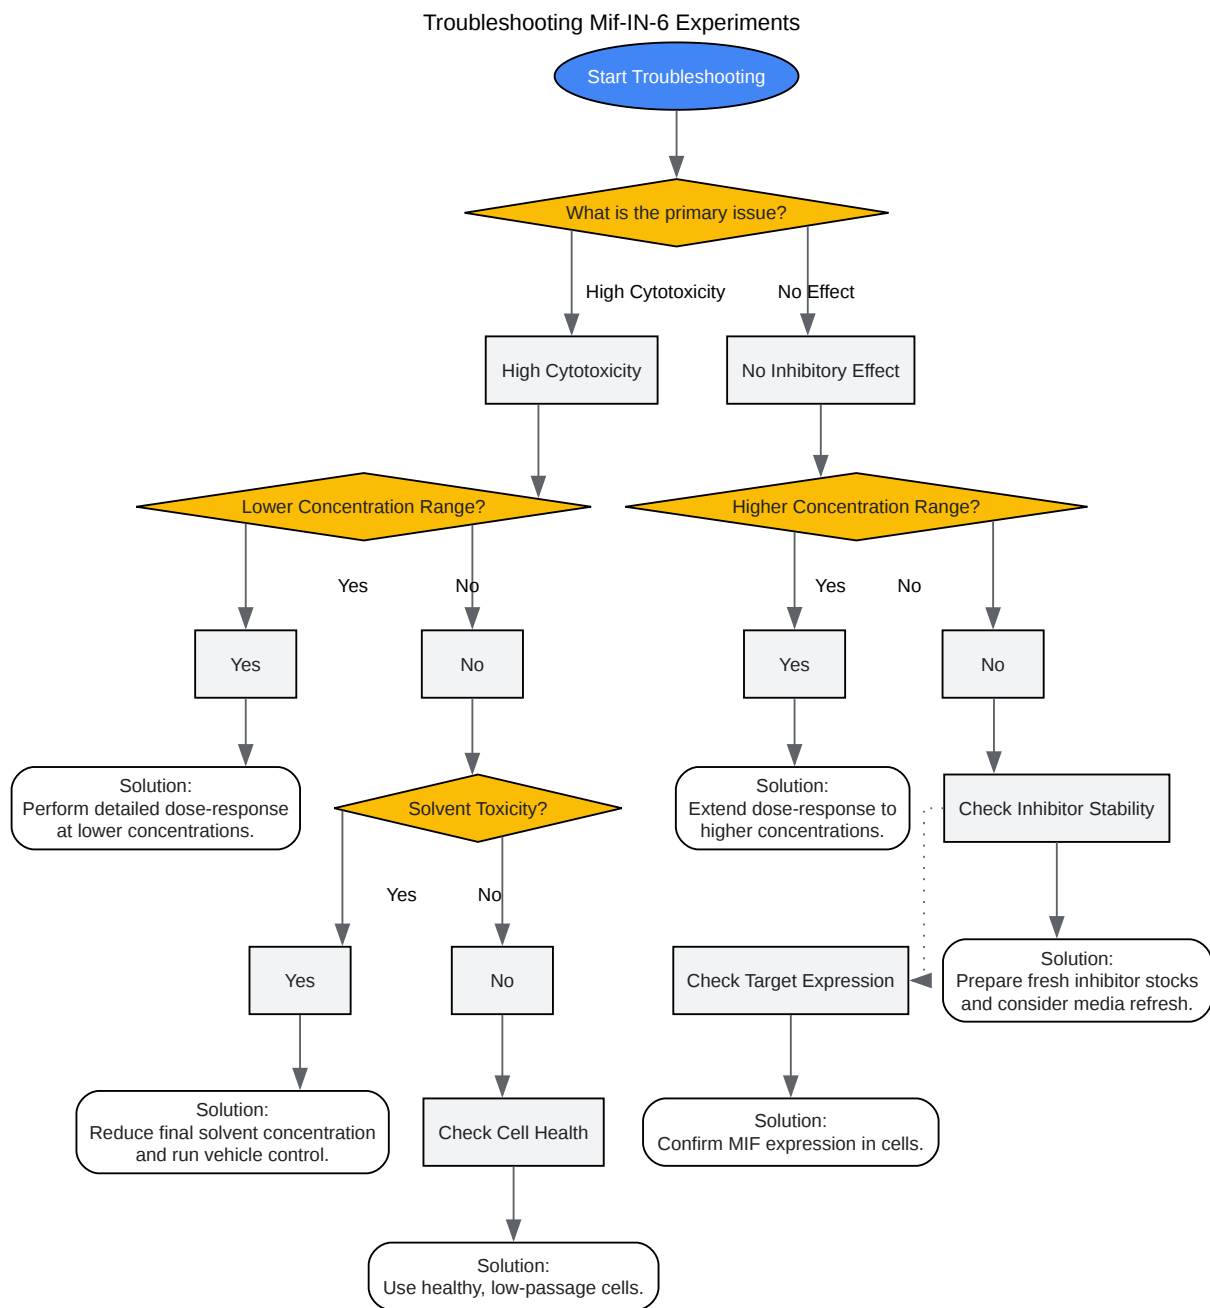 Troubleshooting Mif-IN-6 Experiments
Start Troubleshooting
What is the primary issue?
High Cytotoxicity
No Effect
High Cytotoxicity
No Inhibitory Effect
Lower Concentration Range?
Higher Concentration Range?
Yes
No
Yes
No
Yes
No
Yes
No
Solution:
Perform detailed dose-response
at lower concentrations.
Solvent Toxicity?
Solution:
Extend dose-response to
higher concentrations.
Check Inhibitor Stability
Yes
No
Yes
No
Check Target Expression
Solution:
Prepare fresh inhibitor stocks
and consider media refresh.
Solution:
Reduce final solvent concentration
and run vehicle control.
Check Cell Health
Solution:
Confirm MIF expression in cells.
Solution:
Use healthy, low-passage cells.